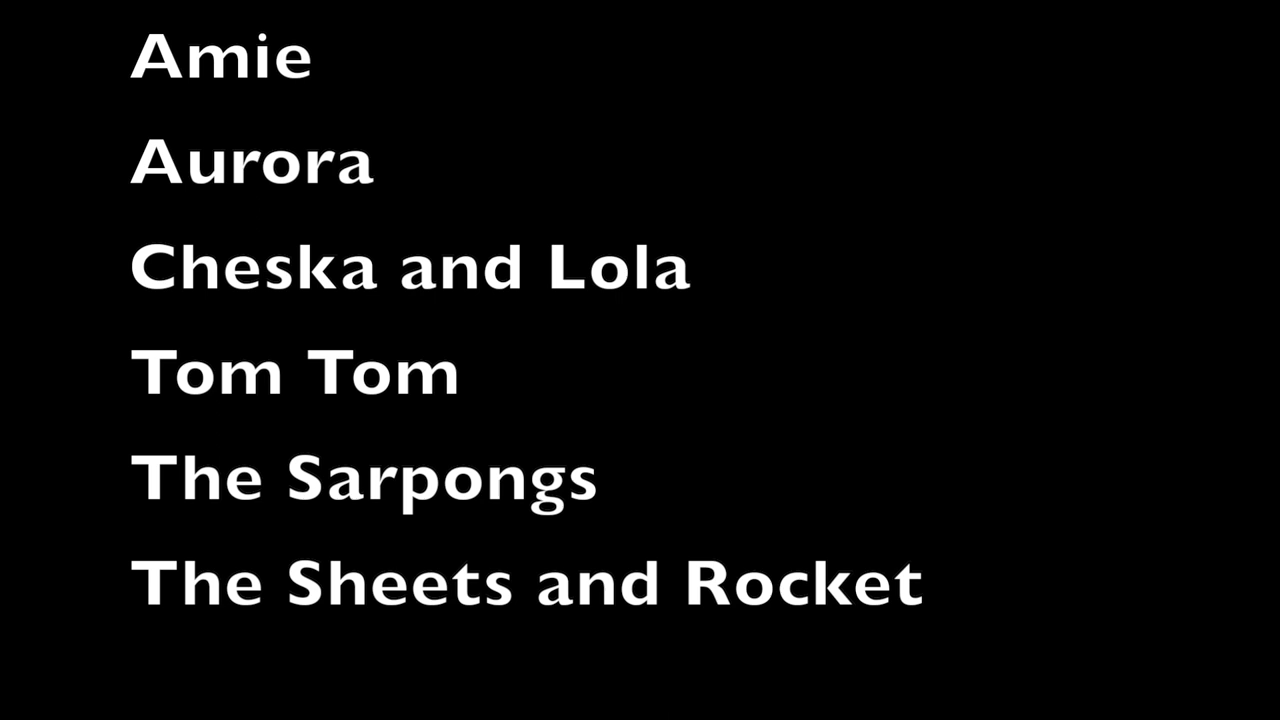 Amie
Aurora
Cheska and Lola
Tom Tom
The Sarpongs
The Sheets and Rocket